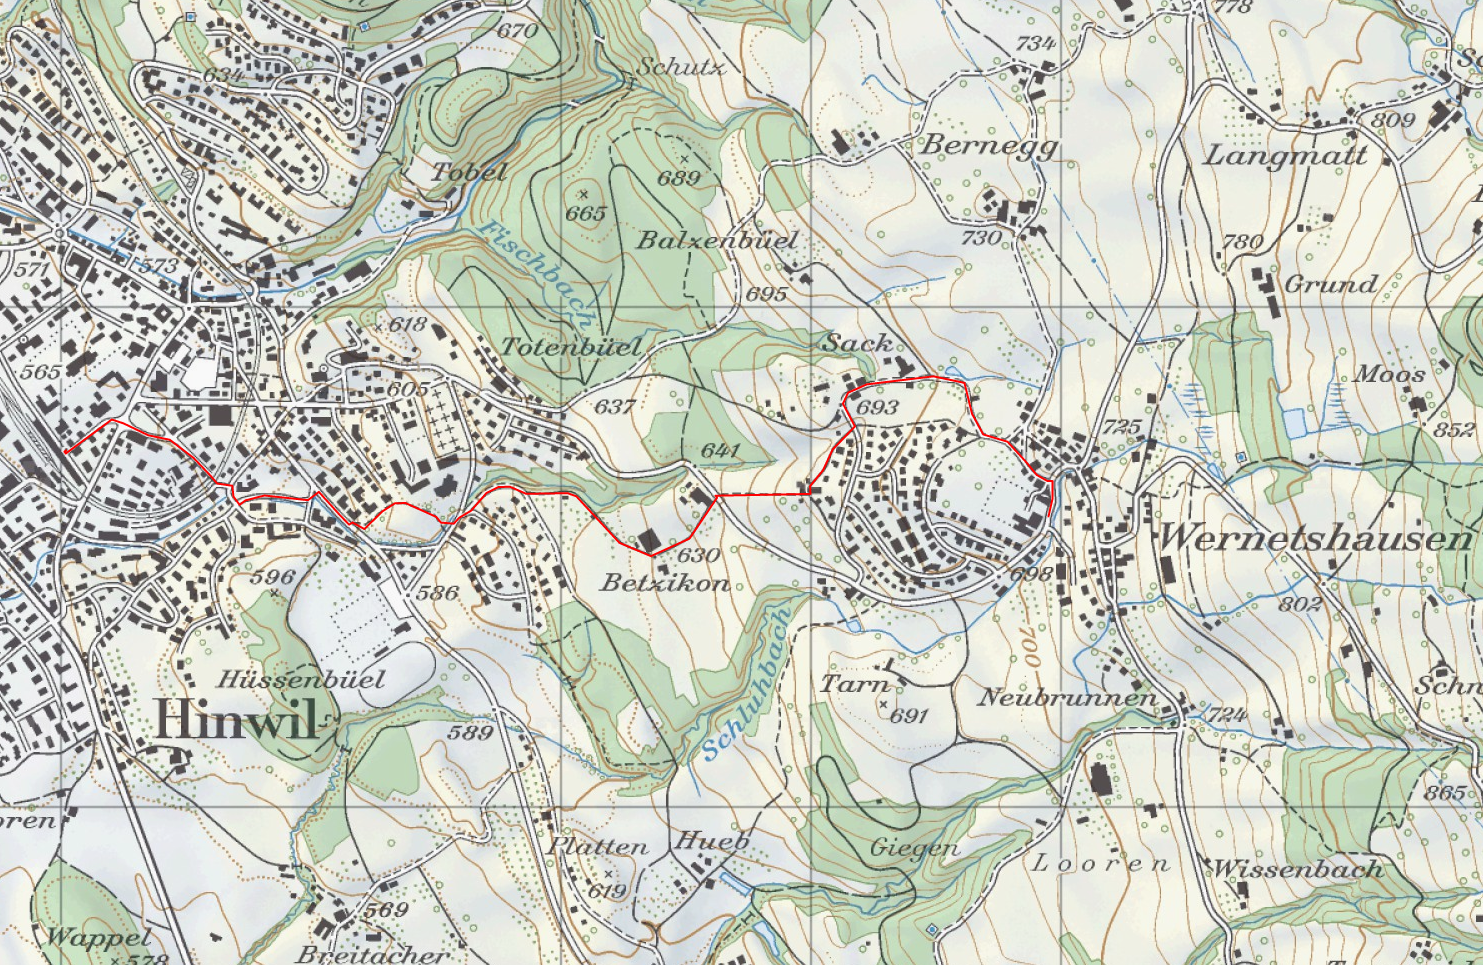 778
670
734
Schutz
634
809
Bernegg
Langmatt
Tobel
689
665
Fischbach
Balzenbüel
730
780
571
573
Grund
695
618
Totenbüel
Sack
565
605
Moos
637
693
725
852
641
Wernetshausen
630
596
Betzikon
698
586
802
700
Schluhbach
Hüssenbüel
Tarn
Neubrunnen
691
724
Hinwil
589
865
Platten
Hueb
Giegen
Looren
Wissenbach
619
569
Wappel
578
Breitacher